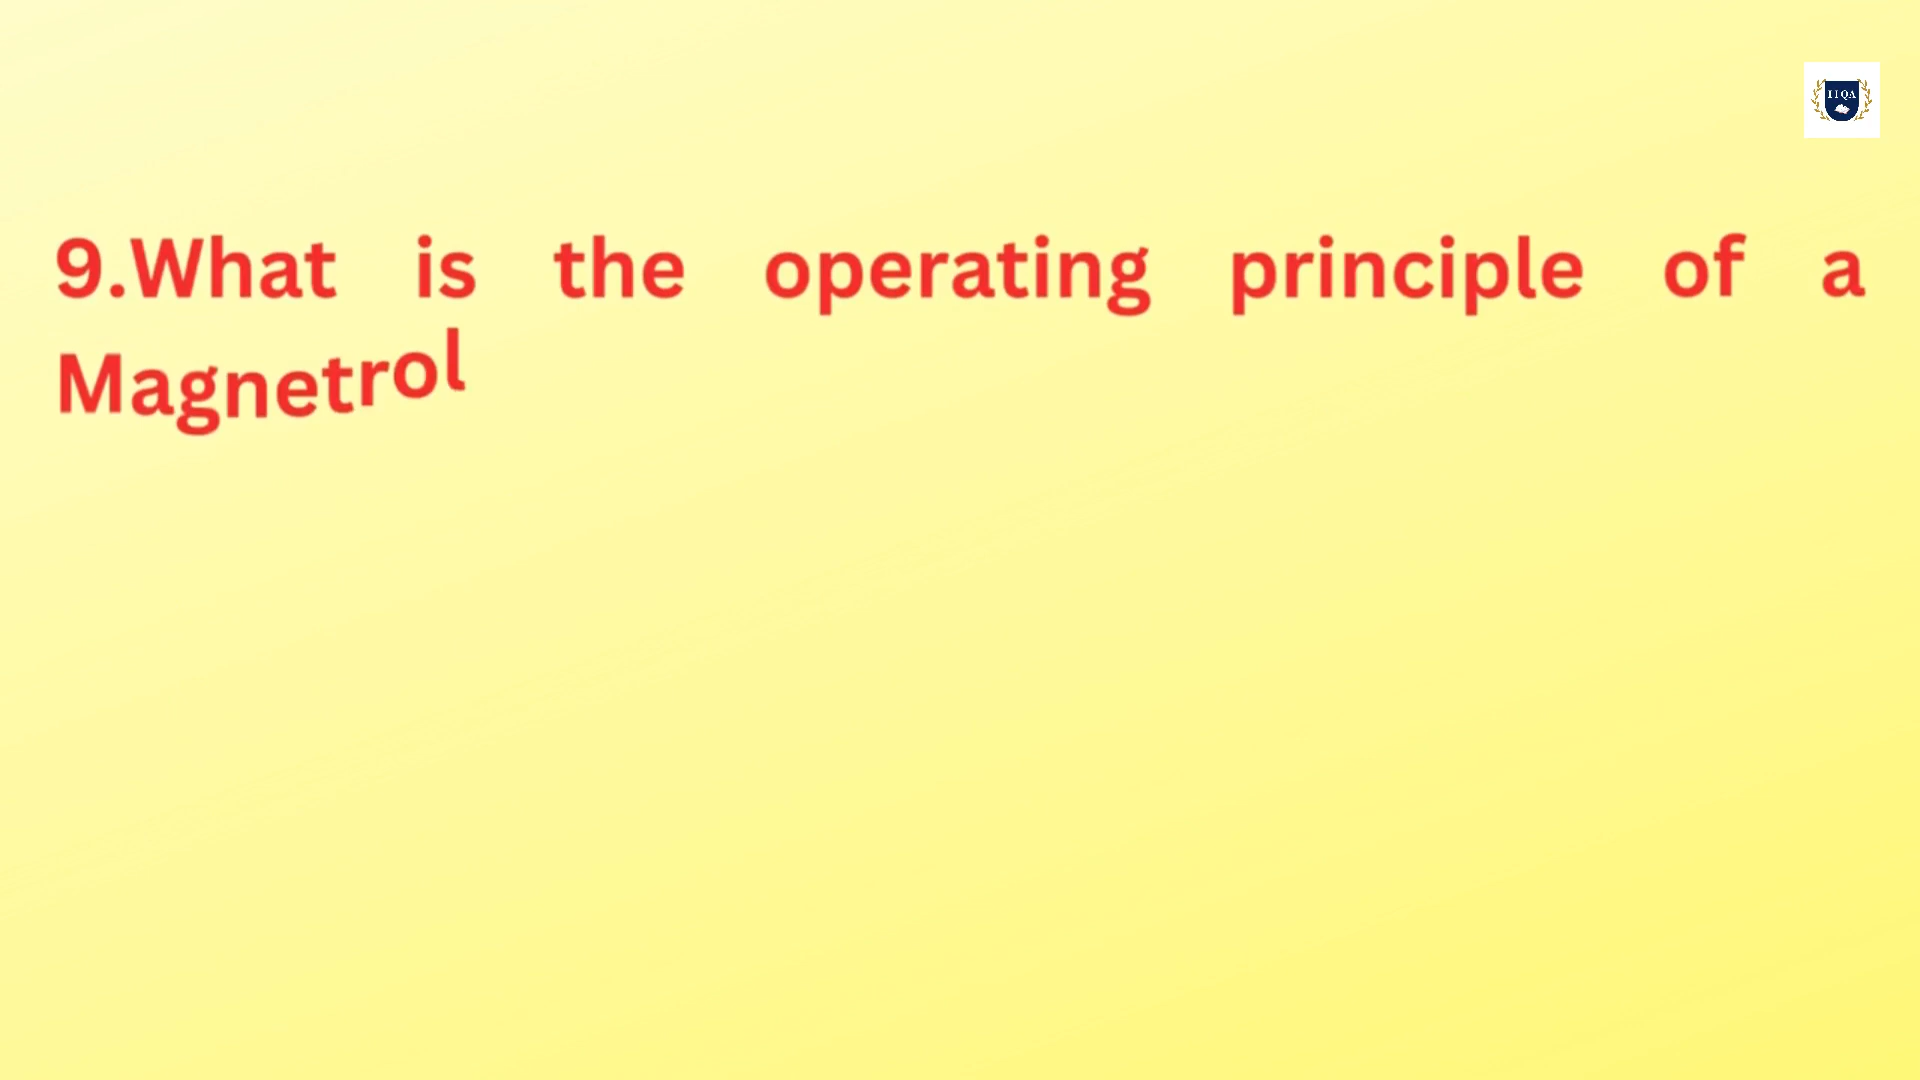 IIQA
9.What is the operating principle of a
Magnetrol